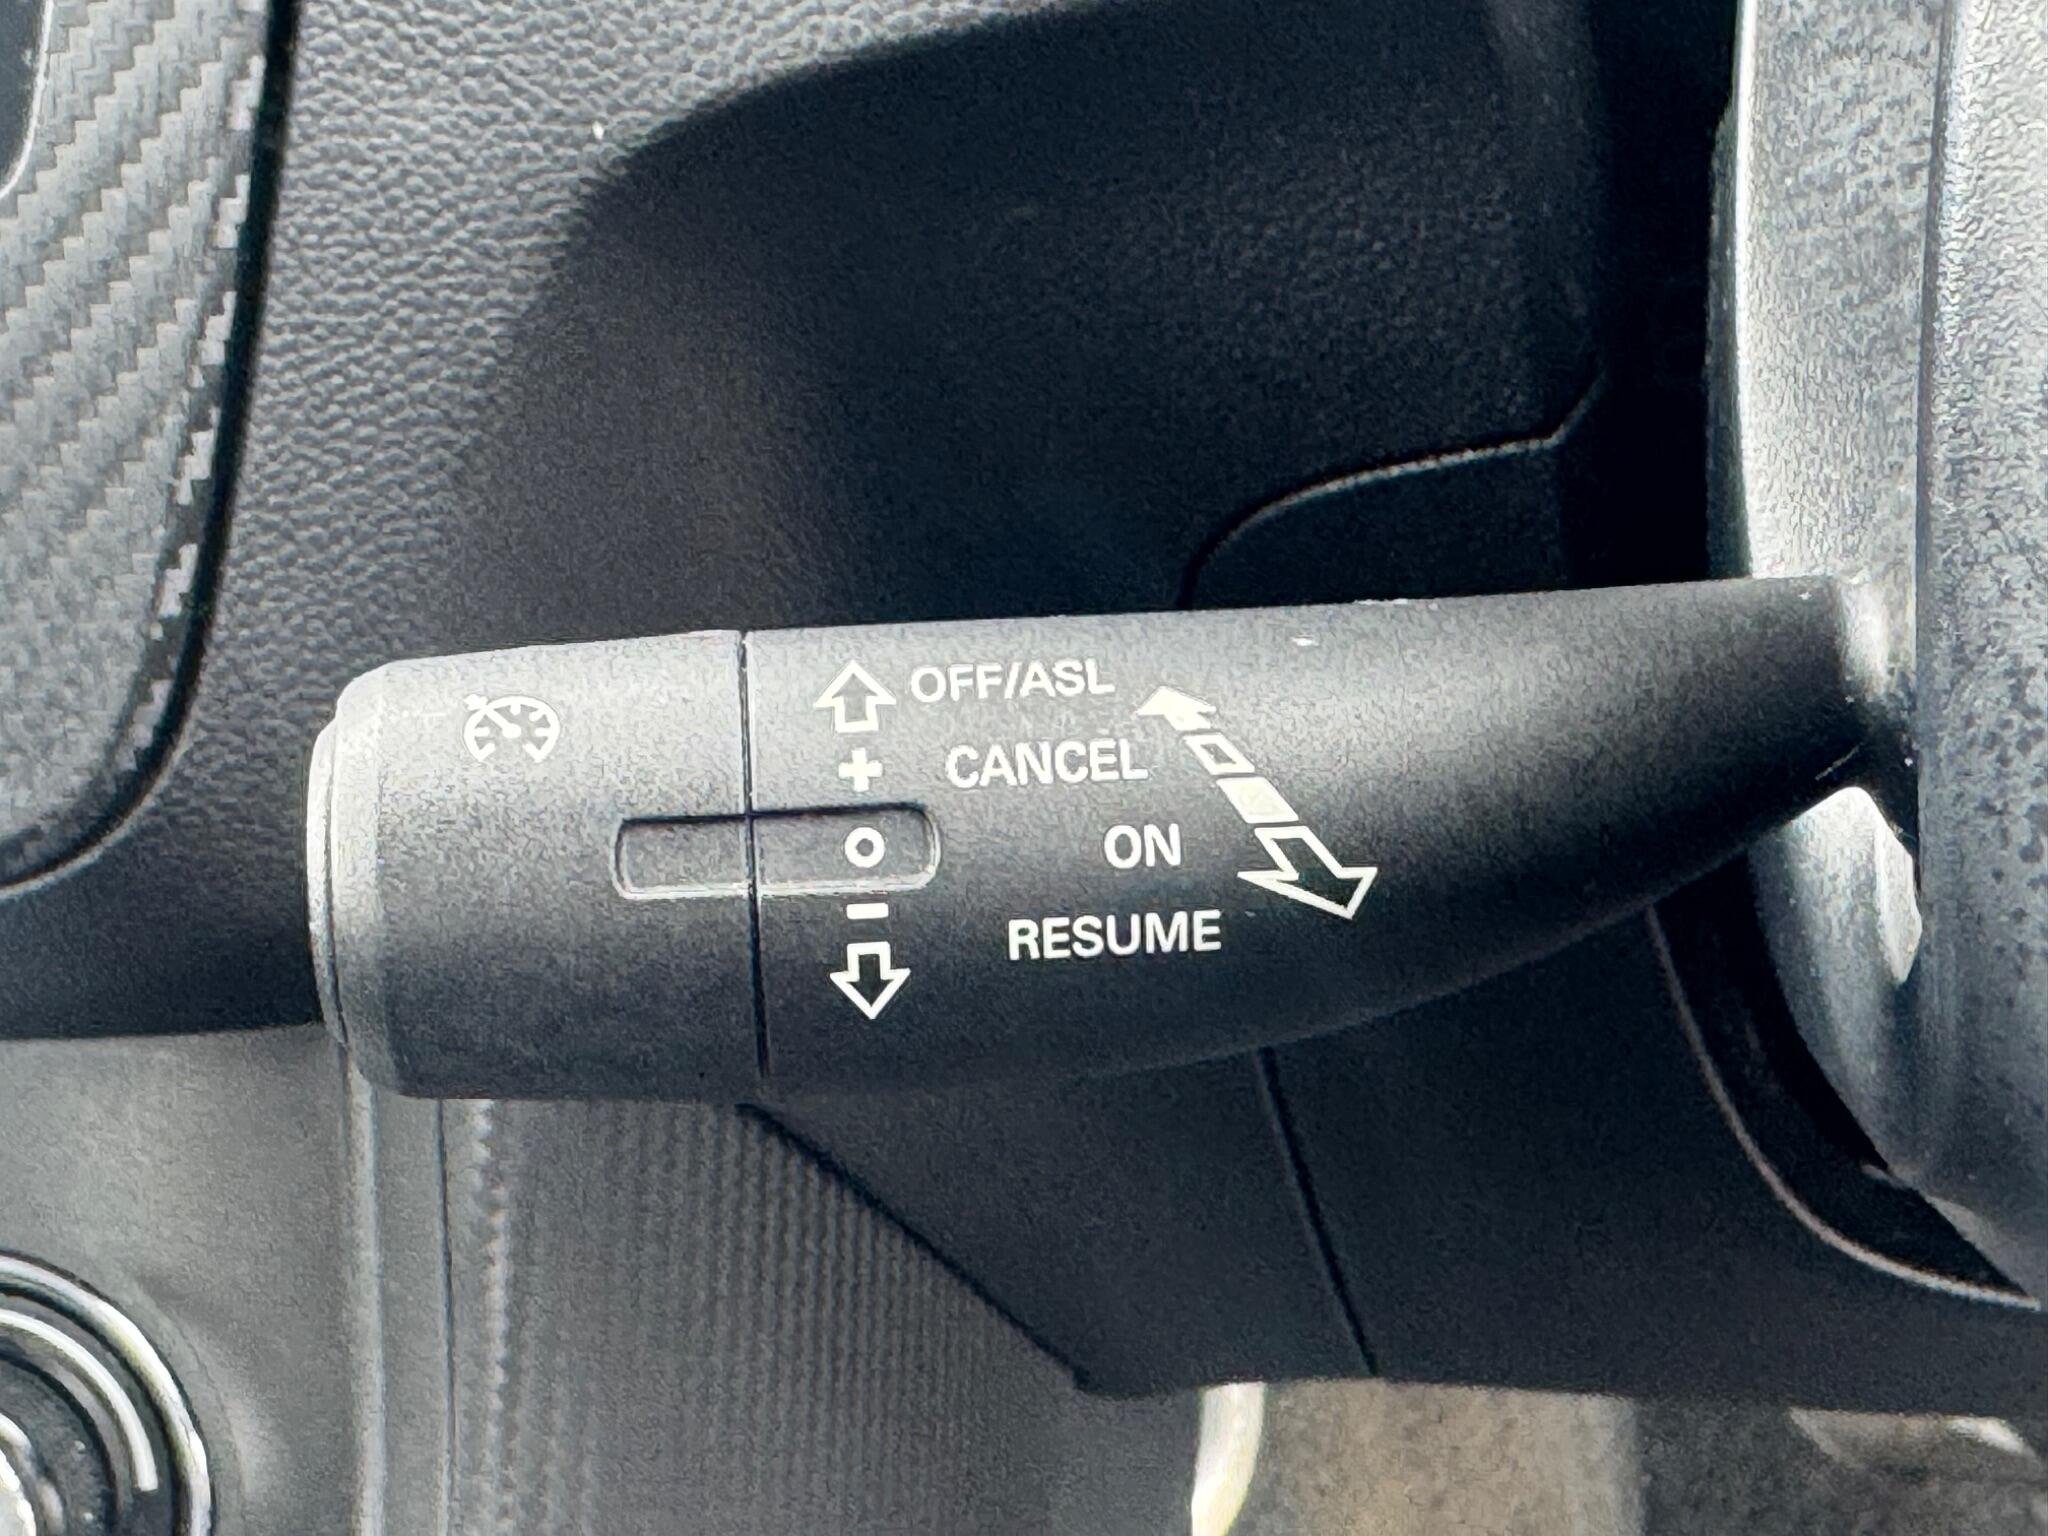 OFF/ASL
+ CANCEL
O ON
− RESUME